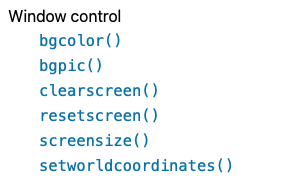 Window control
bgcolor()
bgpic()
clearscreen()
resetscreen()
screensize()
setworldcoordinates()